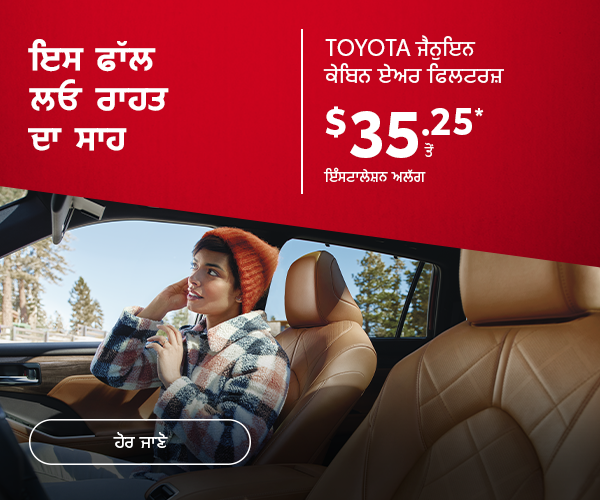 ਇਸ ਫਾੱਲ
ਲਓ ਰਾਹਤ
ਦਾ ਸਾਹ
TOYOTA ਜੈਨੁਇਨ
ਕੇਬਿਨ ਏਅਰ ਫਿਲਟਰਜ਼
$35.25* ਤੋਂ
ਇੰਸਟਾਲੇਸ਼ਨ ਅਲੱਗ
ਹੋਰ ਜਾਣੋ